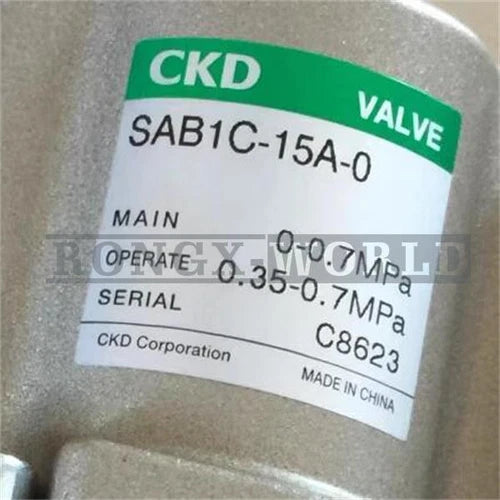 CKD
VALVE
SAB1C-15A-0
MAIN 0-0.7MPa
OPERATE 0.35-0.7MPa
SERIAL C8623
CKD Corporation MADE IN CHINA
RONGX-WORLD